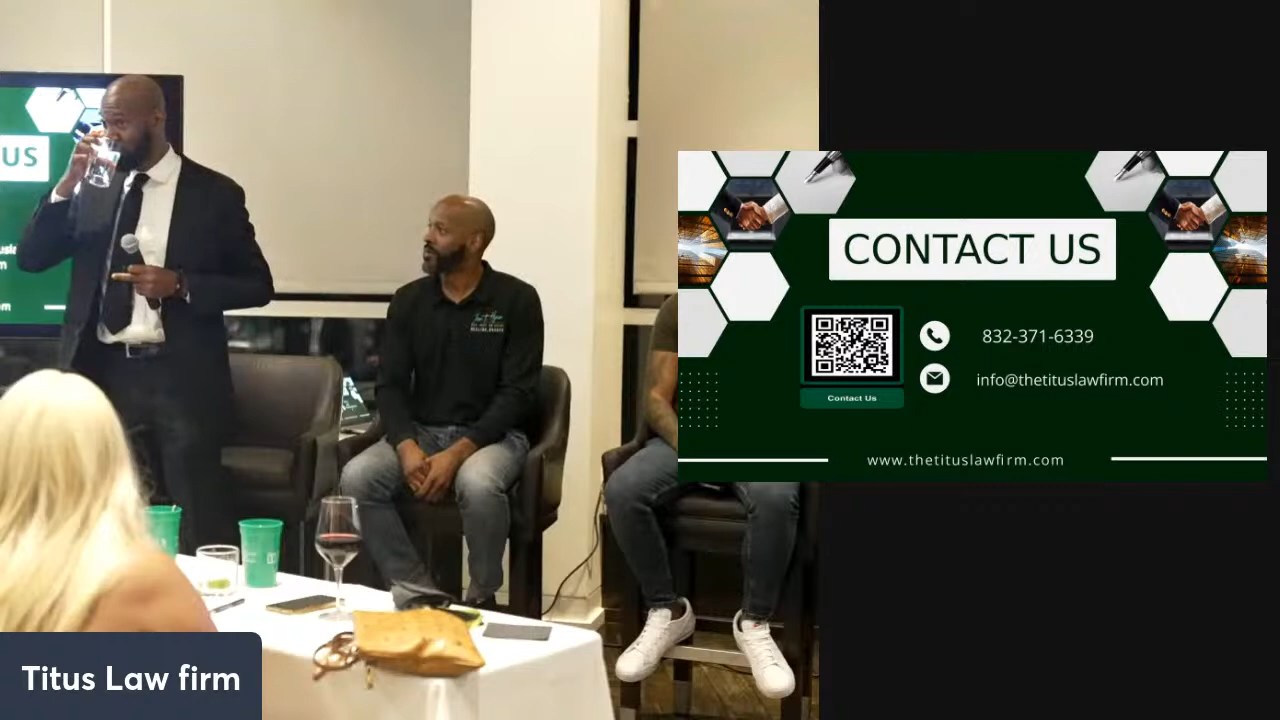 US
CONTACT US
832-371-6339
info@thetituslawfirm.com
Contact Us
www.thetituslawfirm.com
Titus Law firm